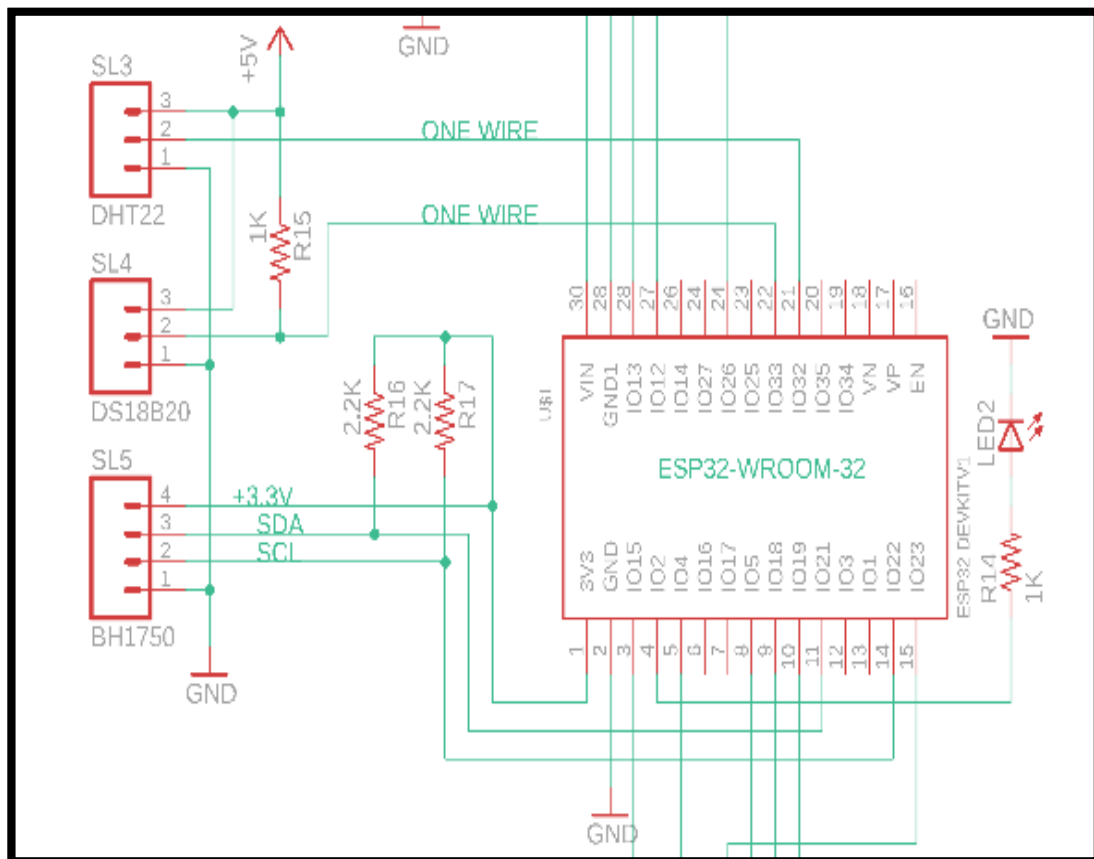 GND
+5V
SL3
3
2
1
DHT22
ONE WIRE
1K
R15
ONE WIRE
SL4
3
2
1
DS18B20
2.2K
R16
2.2K
R17
SL5
4
3
2
1
+3.3V
SDA
SCL
BH1750
GND
30 28 28 27 26 24 24 23 22 21 20 19 18 17 16
VIN GND1 IO13 IO12 IO14 IO27 IO26 IO25 IO33 IO32 IO35 IO34 VN VP EN
ESP32-WROOM-32
3V3 GND IO15 IO2 IO4 IO16 IO17 IO5 IO18 IO19 IO21 IO3 IO1 IO22 IO23
1 2 3 4 5 6 7 8 9 10 11 12 13 14 15
ESP32 DEVKITV1
GND
LED2
R14
1K
GND